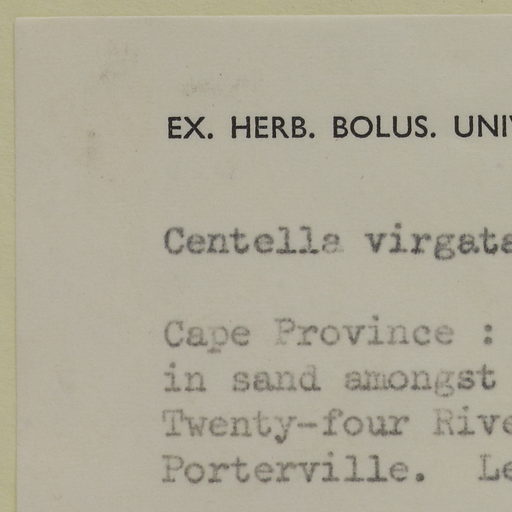 EX. HERB. BOLUS. UNIV
Centella virgata
Cape Province :
in sand amongst
Twenty-four Rive
Porterville. Le